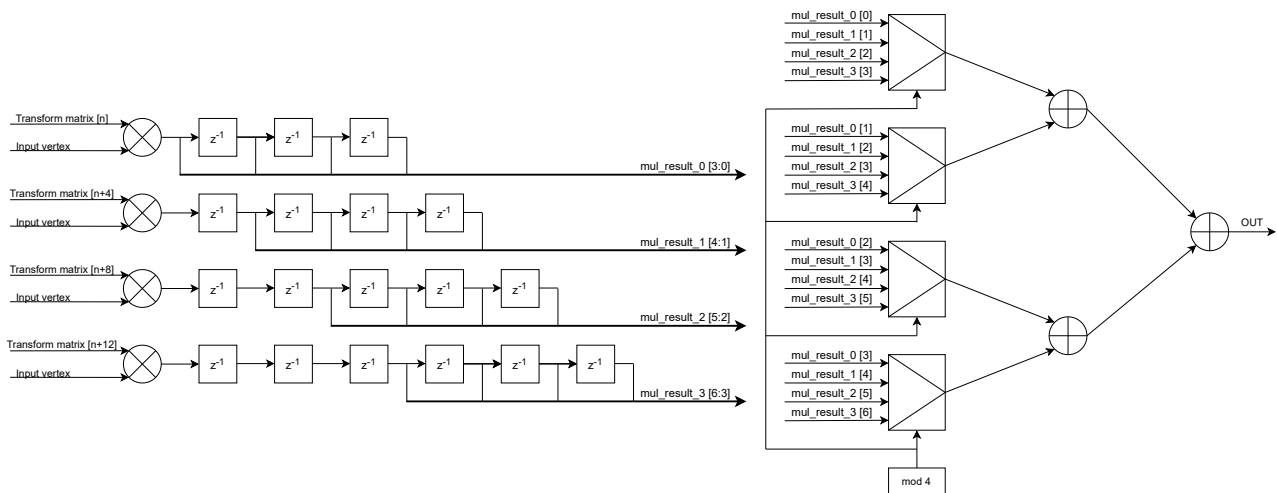 Transform matrix [n]
Input vertex
z-1
z-1
z-1
mul_result_0 [3:0]
Transform matrix [n+4]
Input vertex
z-1
z-1
z-1
z-1
mul_result_1 [4:1]
Transform matrix [n+8]
Input vertex
z-1
z-1
z-1
z-1
z-1
mul_result_2 [5:2]
Transform matrix [n+12]
Input vertex
z-1
z-1
z-1
z-1
z-1
z-1
mul_result_3 [6:3]
mul_result_0 [0]
mul_result_1 [1]
mul_result_2 [2]
mul_result_3 [3]
mul_result_0 [1]
mul_result_1 [2]
mul_result_2 [3]
mul_result_3 [4]
mul_result_0 [2]
mul_result_1 [3]
mul_result_2 [4]
mul_result_3 [5]
mul_result_0 [3]
mul_result_1 [4]
mul_result_2 [5]
mul_result_3 [6]
mod 4
OUT